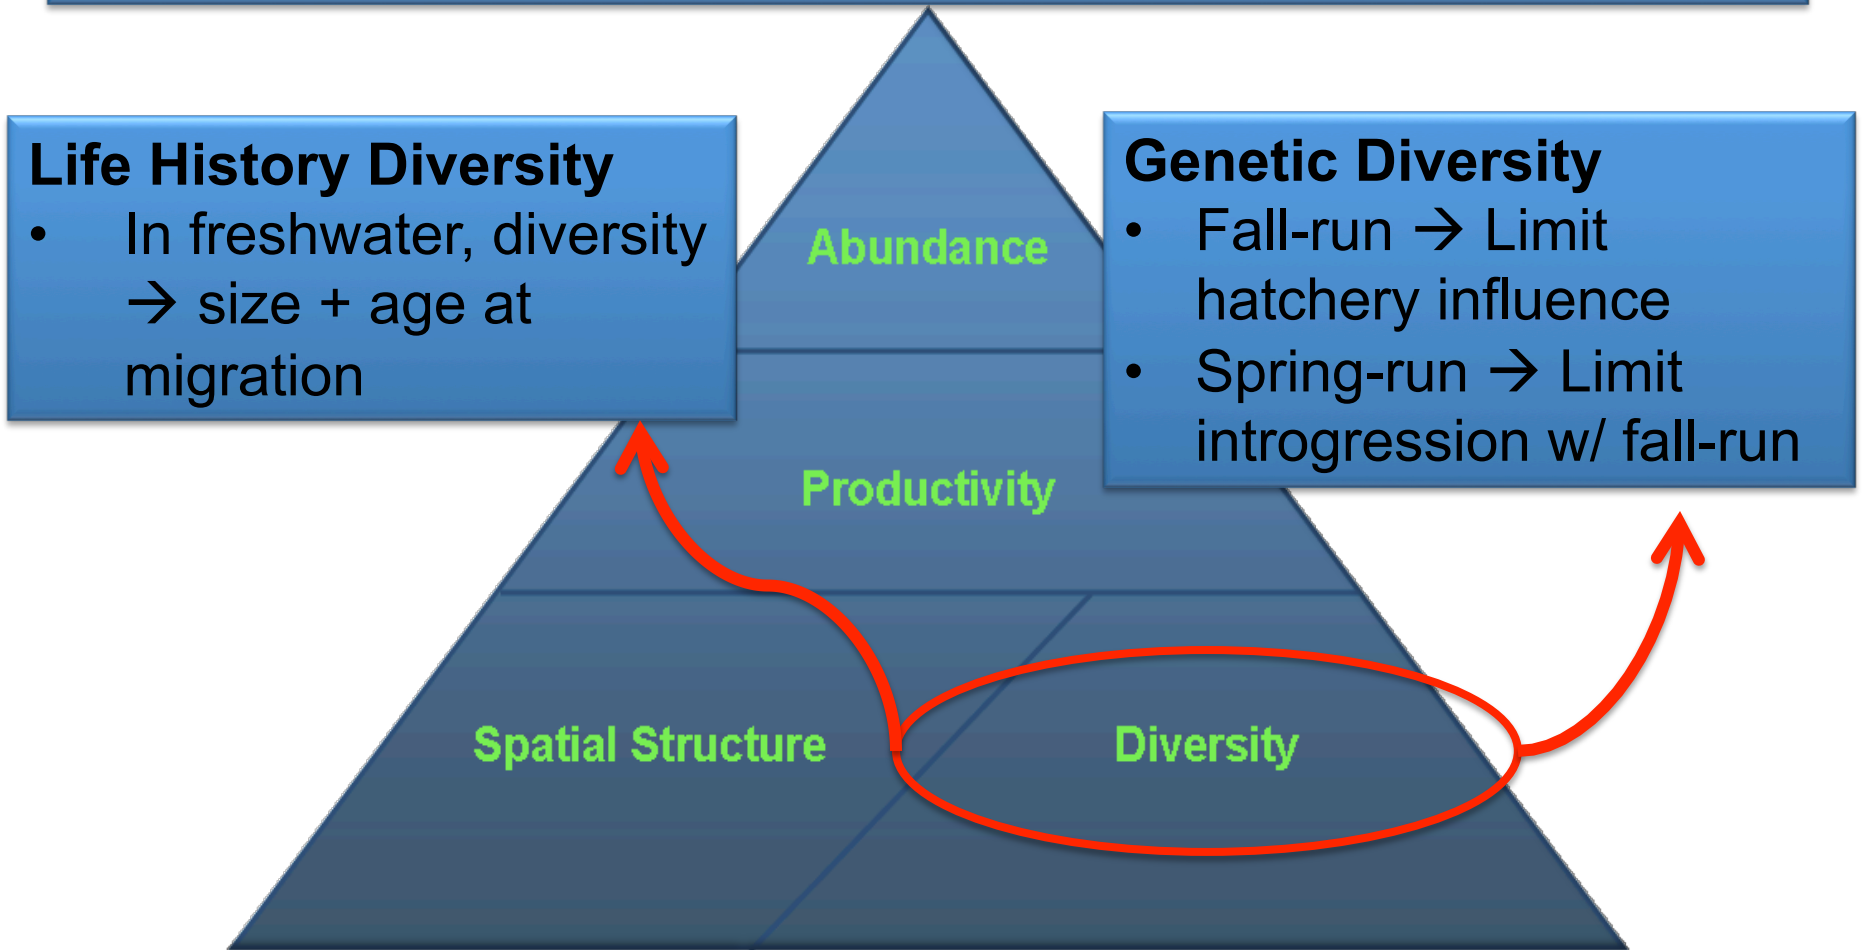 Life History Diversity
• In freshwater, diversity
→ size + age at
migration
Genetic Diversity
• Fall-run → Limit
hatchery influence
• Spring-run → Limit
introgression w/ fall-run
Abundance
Productivity
Spatial Structure
Diversity